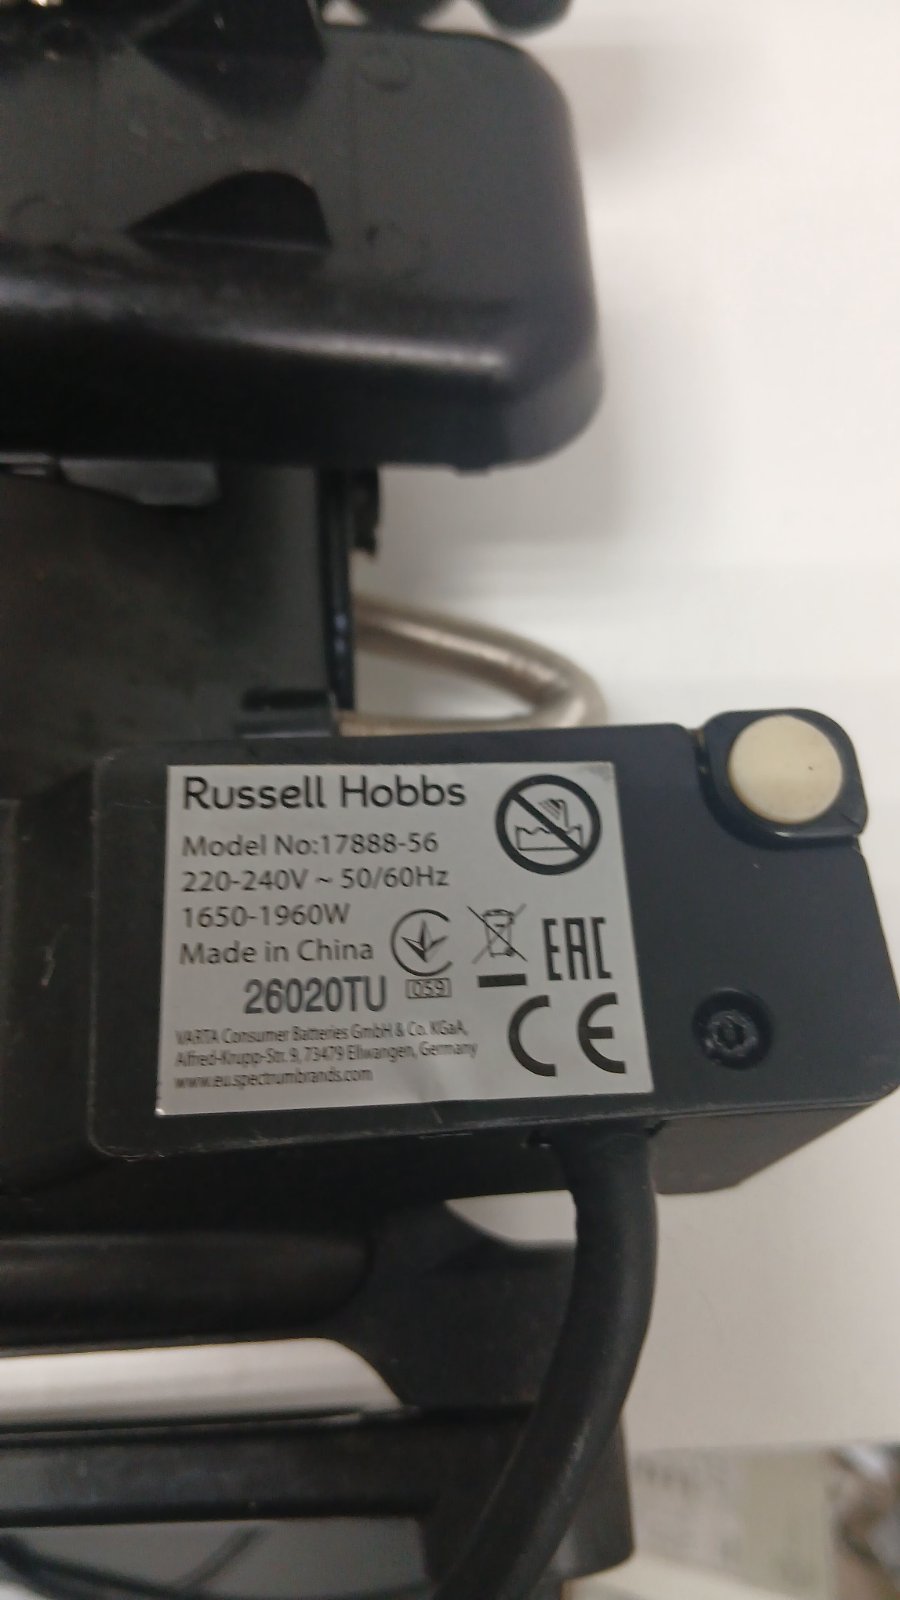 Russell Hobbs
Model No:17888-56
220-240V ~ 50/60Hz
1650-1960W
Made in China
26020TU
059
EAC
CE
VARTA Consumer Batteries GmbH & Co. KGaA,
Alfred-Krupp-Str. 9, 73479 Ellwangen, Germany
www.eu.spectrumbrands.com